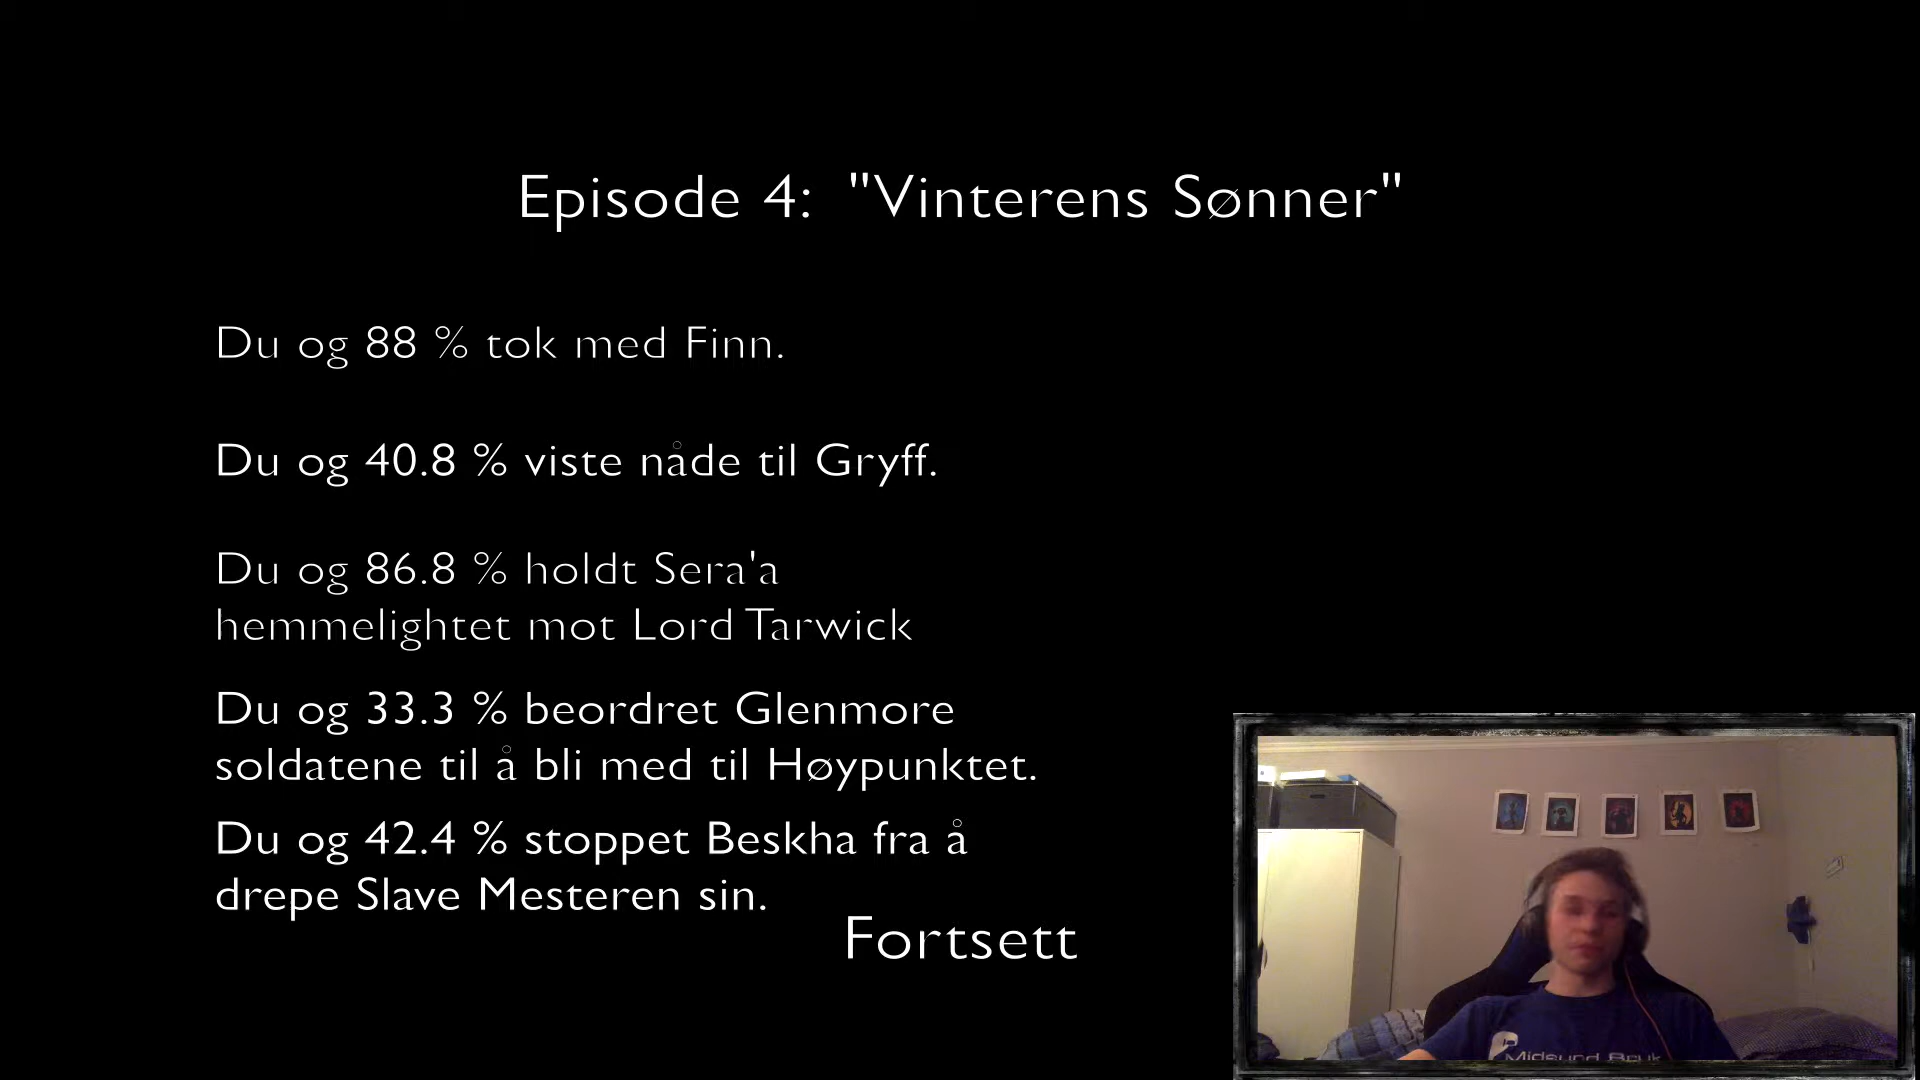 Episode 4: "Vinterens Sønner"
Du og 88 % tok med Finn.
Du og 40.8 % viste nåde til Gryff.
Du og 86.8 % holdt Sera'a
hemmelightet mot Lord Tarwick
Du og 33.3 % beordret Glenmore
soldatene til å bli med til Høypunktet.
Du og 42.4 % stoppet Beskha fra å
drepe Slave Mesteren sin.
Fortsett
Midsund Bruk